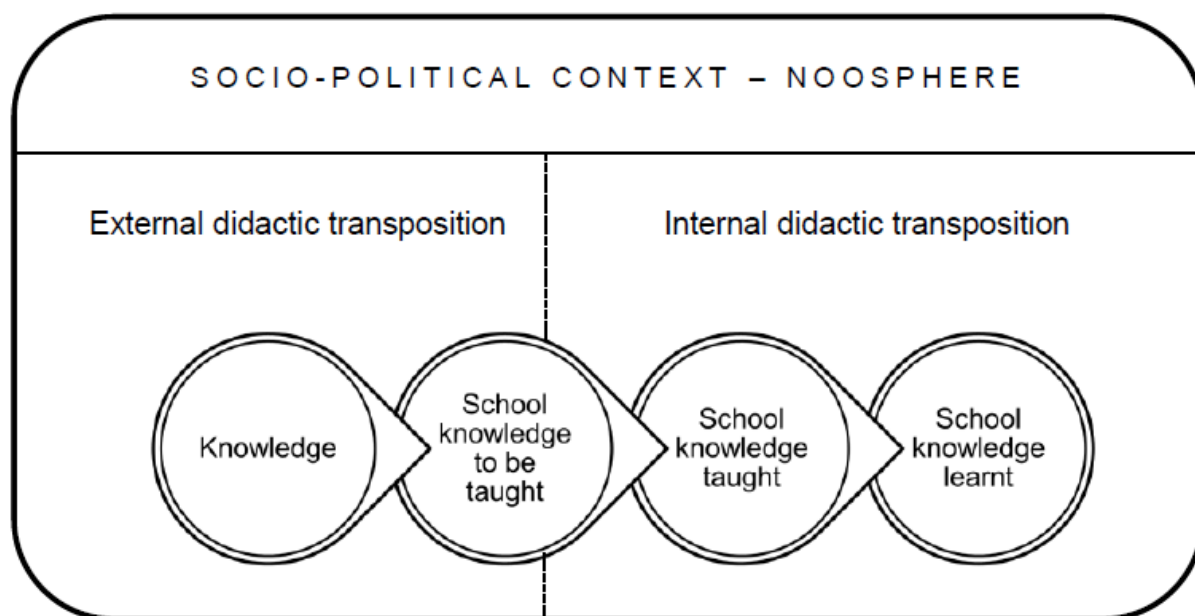 SOCIO-POLITICAL CONTEXT – NOOSPHERE
External didactic transposition
Internal didactic transposition
Knowledge
School
knowledge
to be
taught
School
knowledge
taught
School
knowledge
learnt